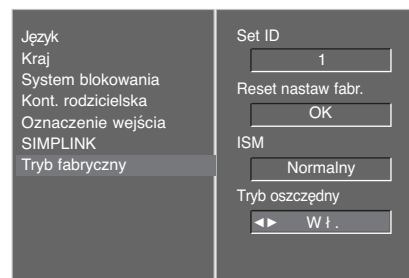 Język
Kraj
System blokowania
Kont. rodzicielska
Oznaczenie wejścia
SIMPLINK
Tryb fabryczny
Set ID
1
Reset nastaw fabr.
OK
ISM
Normalny
Tryb oszczędny
◄► Wł.